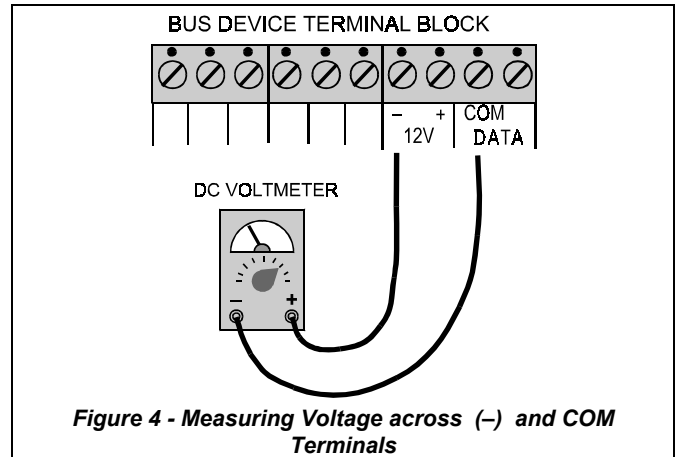 BUS DEVICE TERMINAL BLOCK
– + COM
12V DATA
DC VOLTMETER
– +
Figure 4 - Measuring Voltage across (–) and COM
Terminals